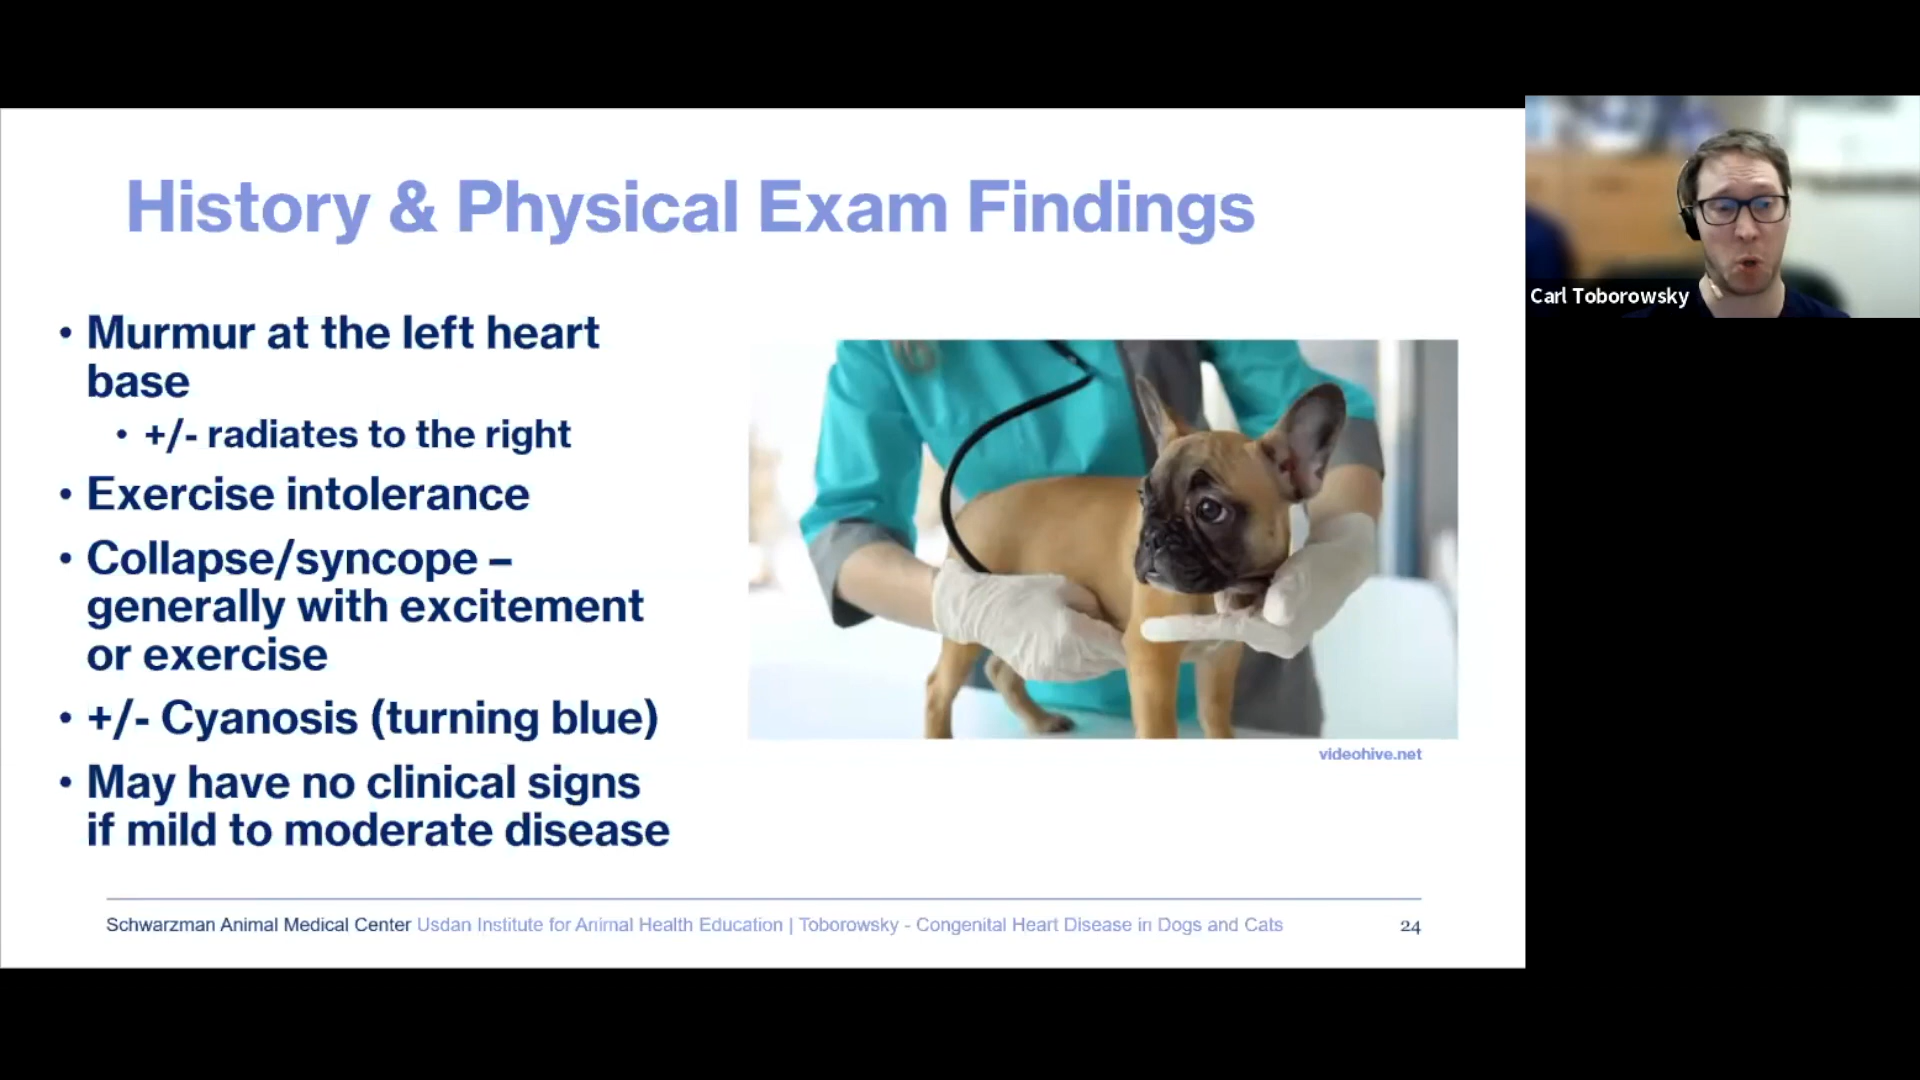 History & Physical Exam Findings
• Murmur at the left heart
base
• +/- radiates to the right
• Exercise intolerance
• Collapse/syncope –
generally with excitement
or exercise
• +/- Cyanosis (turning blue)
• May have no clinical signs
if mild to moderate disease
videohive.net
Schwarzman Animal Medical Center Usdan Institute for Animal Health Education | Toborowsky - Congenital Heart Disease in Dogs and Cats 24
Carl Toborowsky